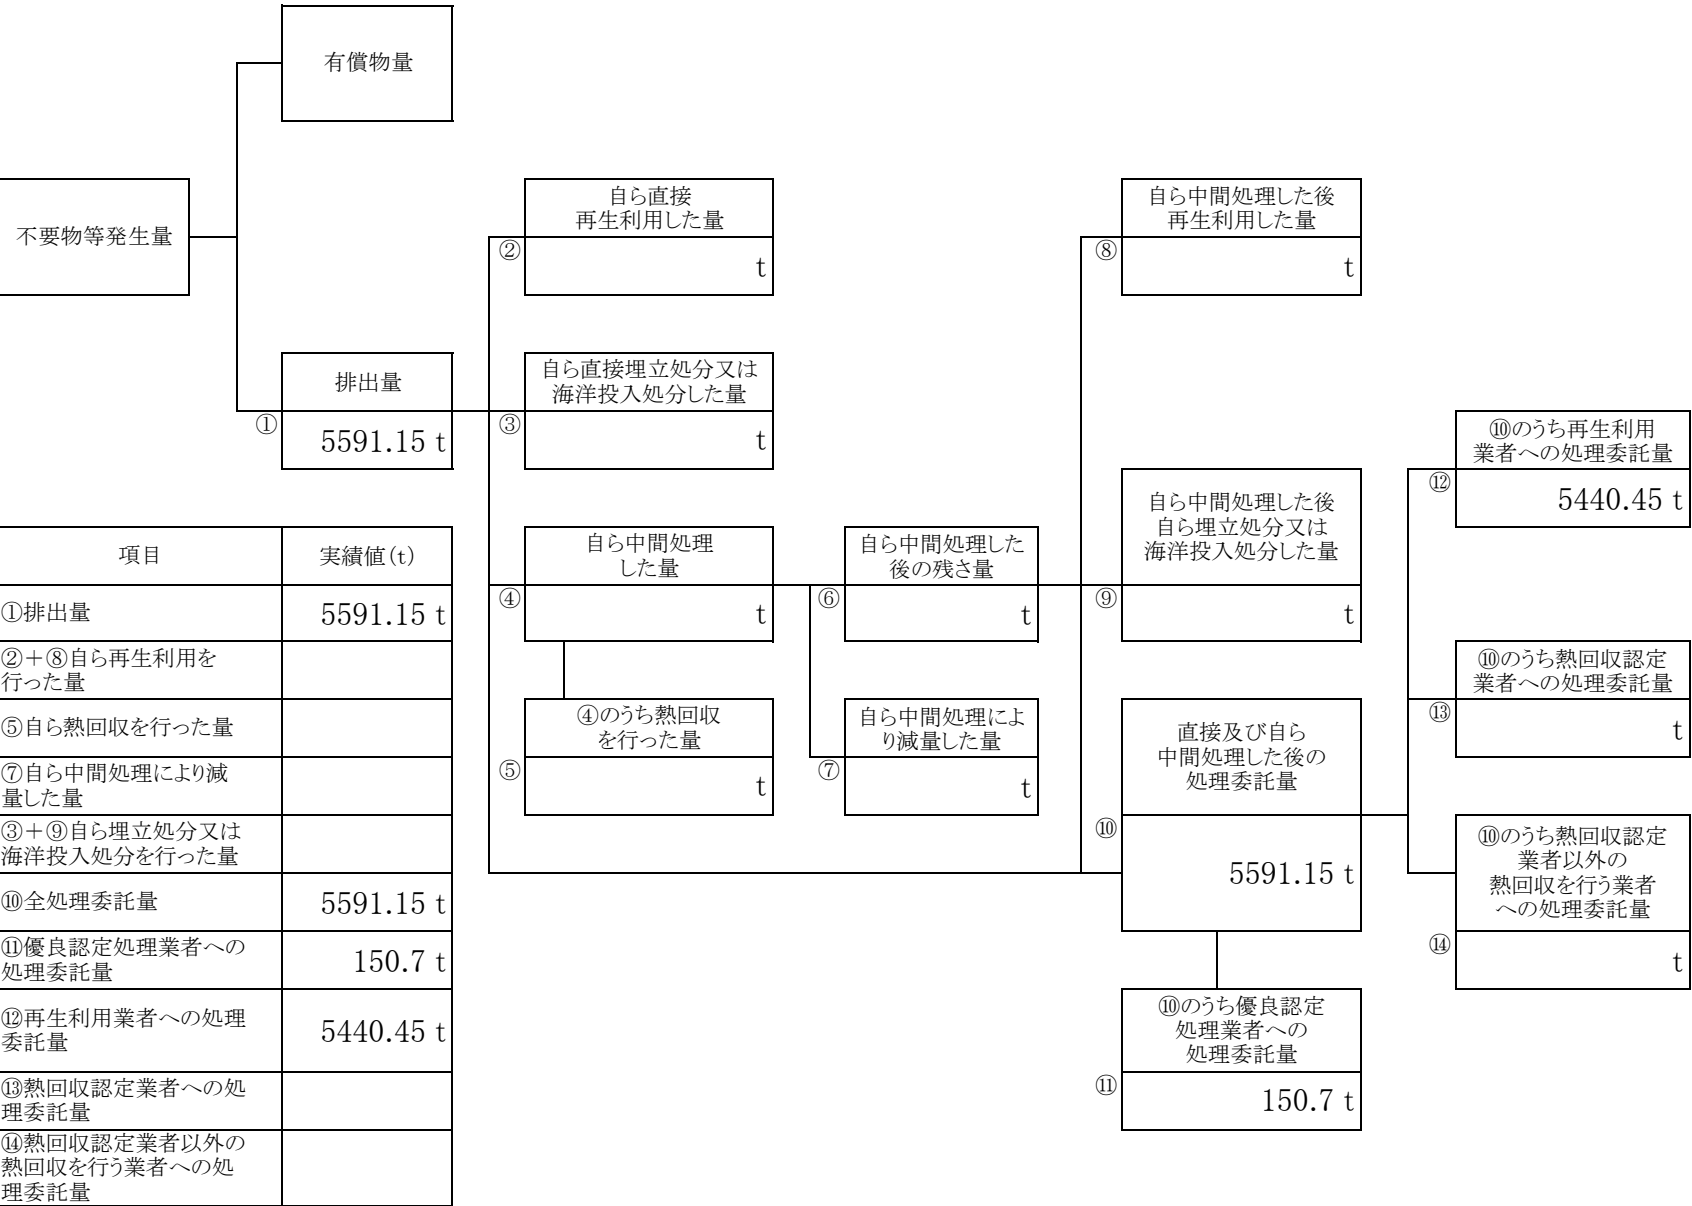 有償物量
不要物等発生量
自ら直接
再生利用した量
②
t
自ら中間処理した後
再生利用した量
⑧
t
排出量
①
5591.15 t
自ら直接埋立処分又は
海洋投入処分した量
③
t
⑩のうち再生利用
業者への処理委託量
⑫
5440.45 t
自ら中間処理
した量
④
t
自ら中間処理した
後の残さ量
⑥
t
自ら中間処理した後
自ら埋立処分又は
海洋投入処分した量
⑨
t
⑩のうち熱回収認定
業者への処理委託量
⑬
t
④のうち熱回収
を行った量
⑤
t
自ら中間処理によ
り減量した量
⑦
t
直接及び自ら
中間処理した後の
処理委託量
⑩
5591.15 t
⑩のうち熱回収認定
業者以外の
熱回収を行う業者
への処理委託量
⑭
t
⑩のうち優良認定
処理業者への
処理委託量
⑪
150.7 t
項目 実績値(t)
①排出量 5591.15 t
②＋⑧自ら再生利用を
行った量
⑤自ら熱回収を行った量
⑦自ら中間処理により減
量した量
③＋⑨自ら埋立処分又は
海洋投入処分を行った量
⑩全処理委託量 5591.15 t
⑪優良認定処理業者への
処理委託量 150.7 t
⑫再生利用業者への処理
委託量 5440.45 t
⑬熱回収認定業者への処
理委託量
⑭熱回収認定業者以外の
熱回収を行う業者への処
理委託量